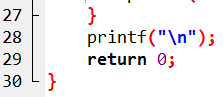 27 }
28 printf("\n");
29 return 0;
30 }